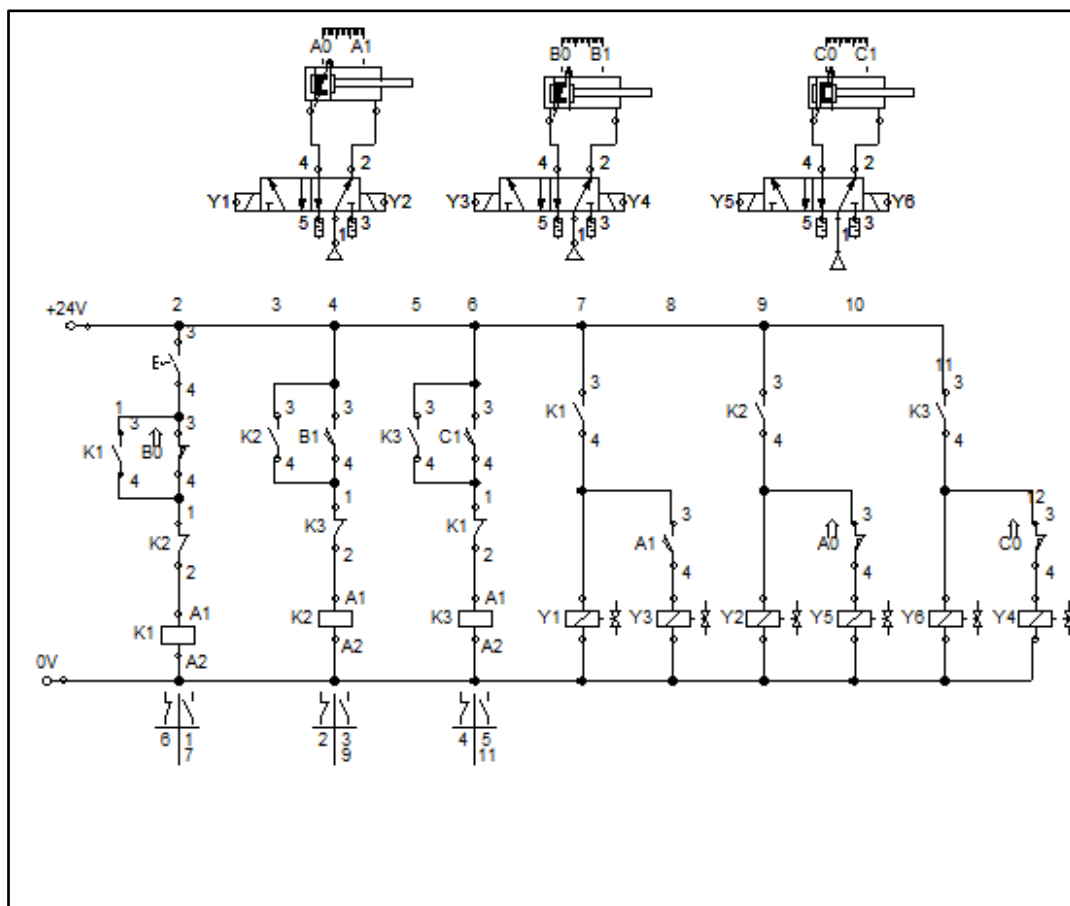 A0 A1 B0 B1 C0 C1
4 2 4 2 4 2
Y1 Y2 Y3 Y4 Y5 Y6
5 1 3 5 1 3 5 1 3
2 3 4 5 6 7 8 9 10
+24V
3
E
4
11
1 3 3 3 3 3 3 3 3 3
K1 B0 K2 B1 K3 C1 K1 K2 K3
4 4 4 4 4 4 4 4 4
1 1 1
12
3 3 3
K2 K3 K1 A1 A0 C0
2 2 2 4 4 4
A1 A1 A1
K1 K2 K3 Y1 Y3 Y2 Y5 Y6 Y4
A2 A2 A2
0V
6 1 2 3 4 5
7 9 11